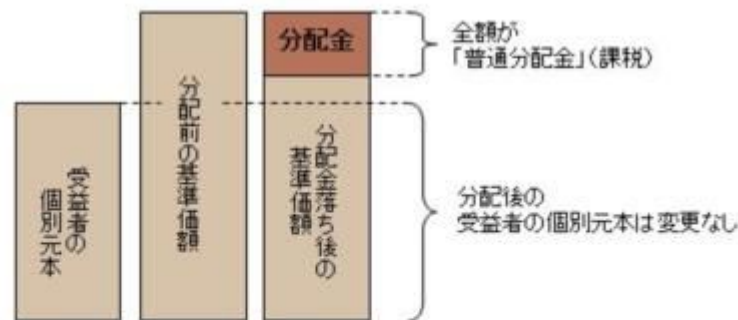 分配金
全額が
「普通分配金」(課税)
受益者の
個別元本
分配前の基準価額
分配金落ち後の
基準価額
分配後の
受益者の個別元本は変更なし